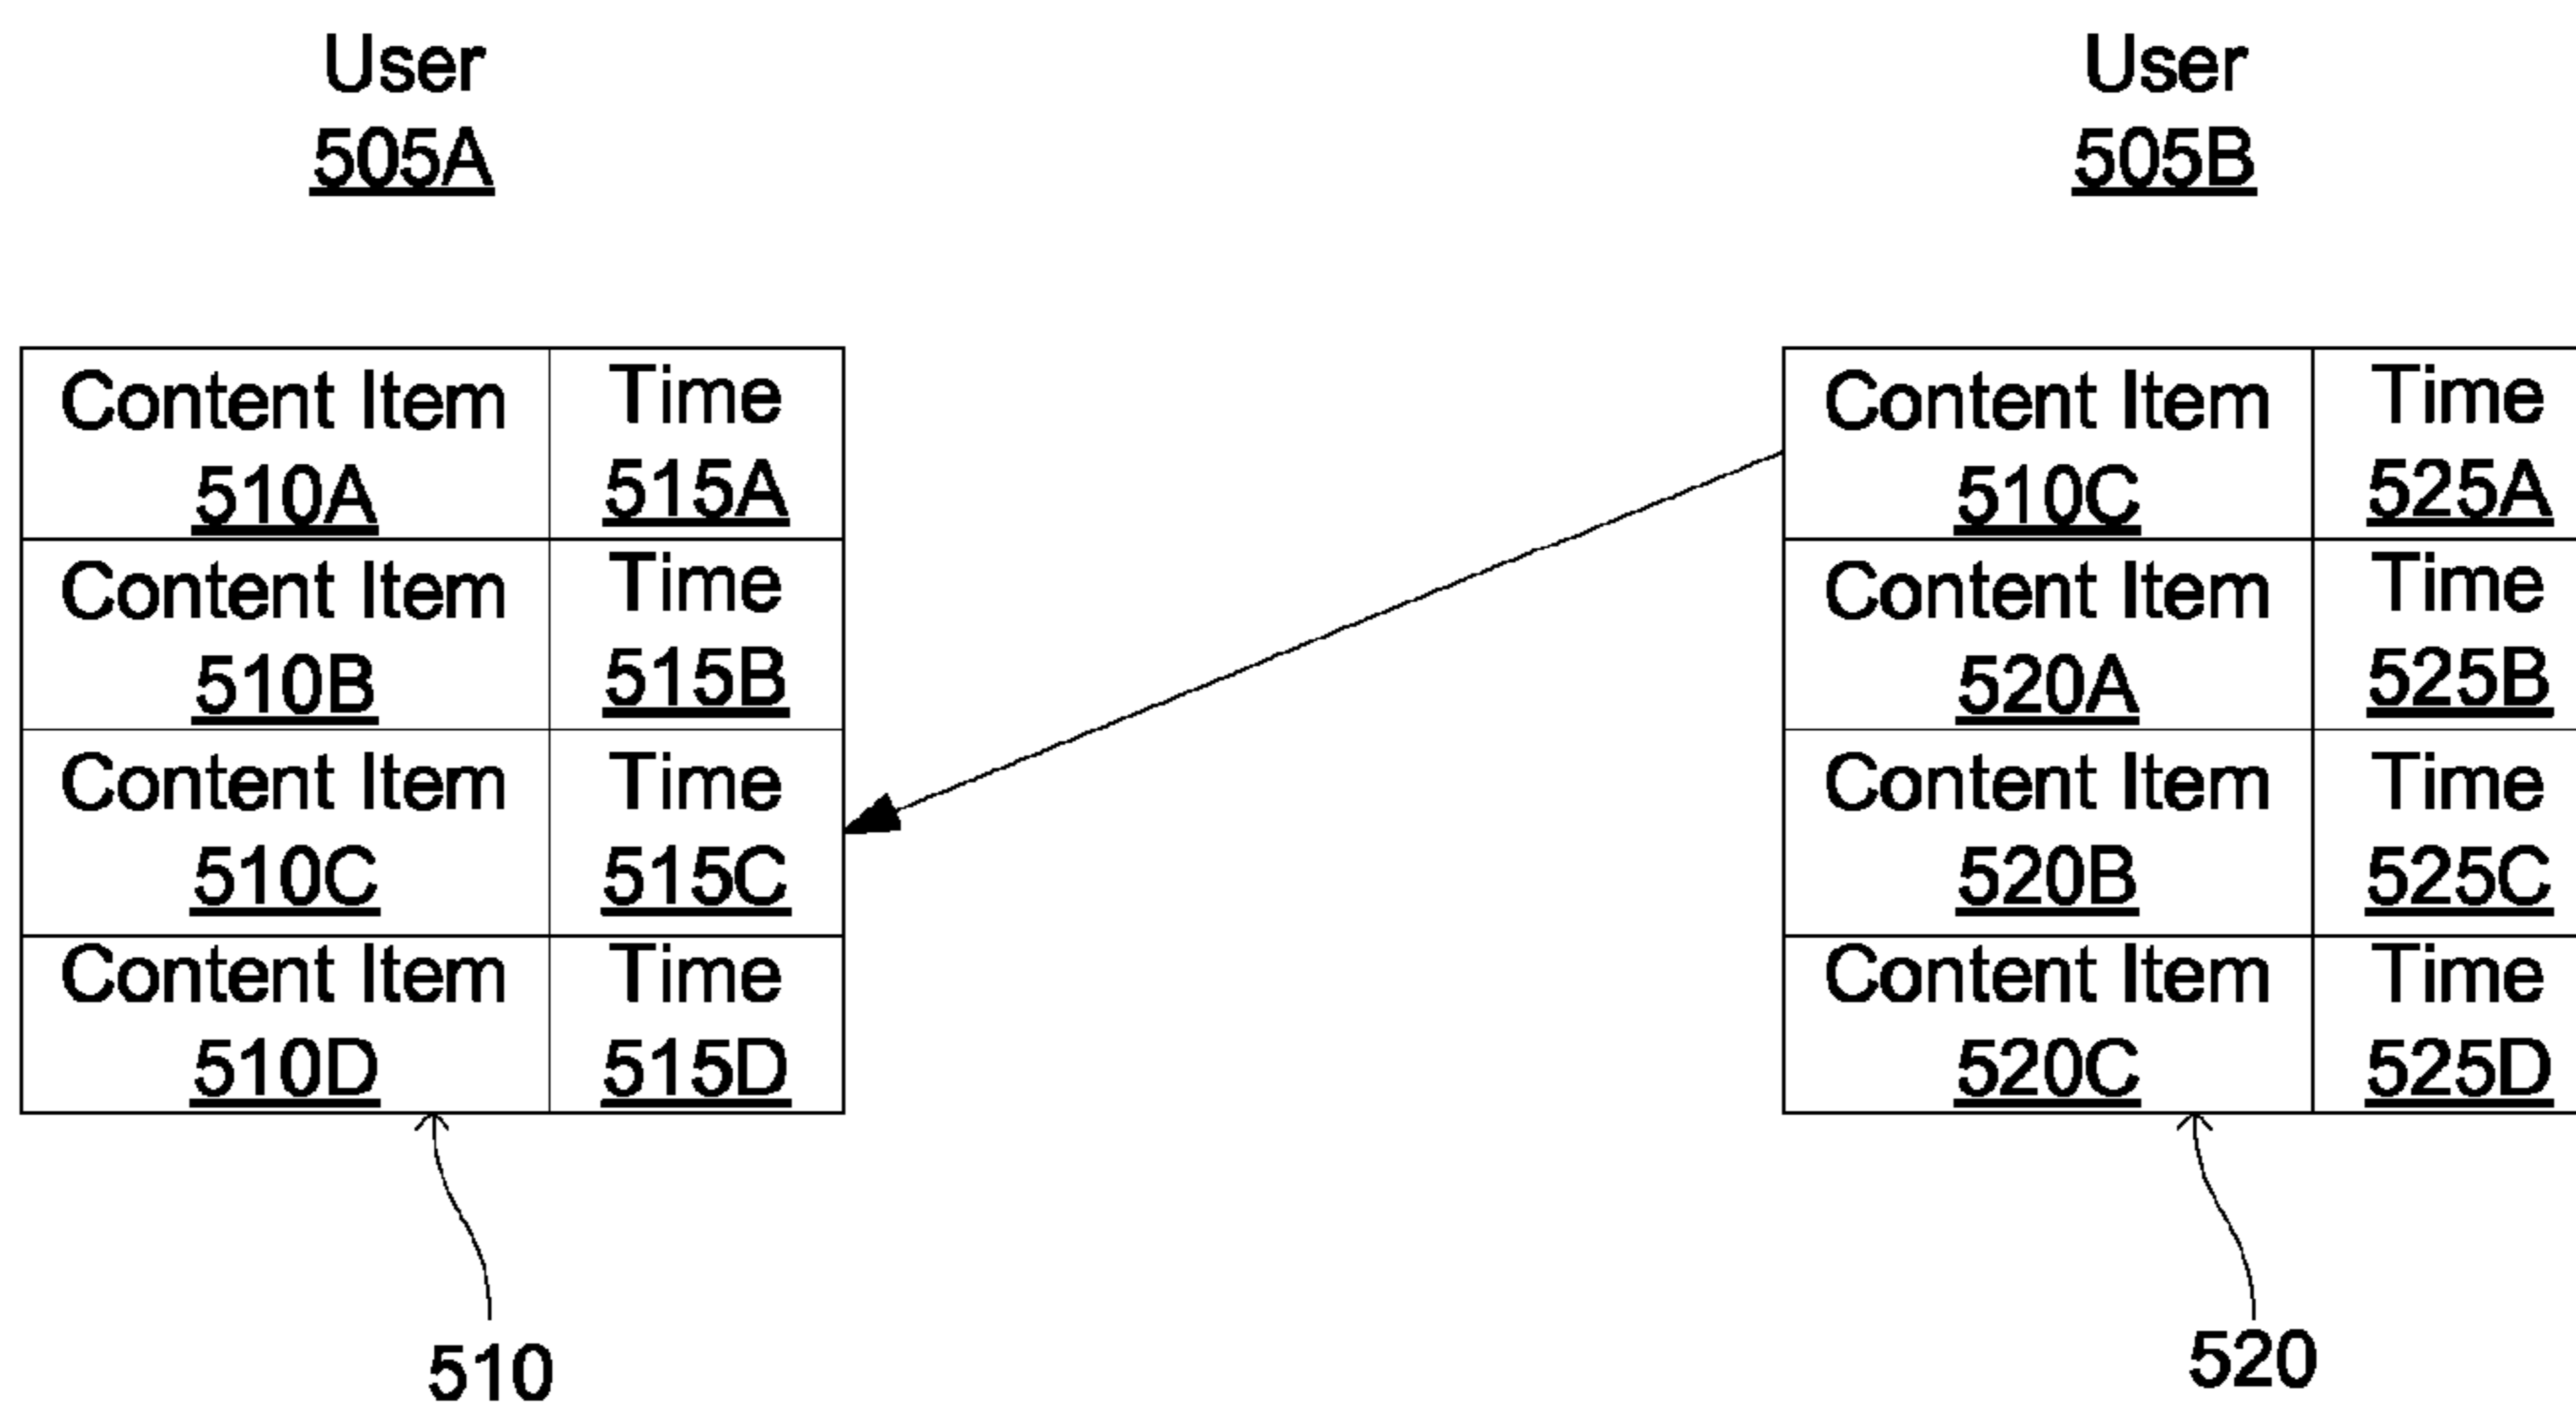 User
505A
User
505B
Content Item
510A
Time
515A
Content Item
510B
Time
515B
Content Item
510C
Time
515C
Content Item
510D
Time
515D
510
Content Item
510C
Time
525A
Content Item
520A
Time
525B
Content Item
520B
Time
525C
Content Item
520C
Time
525D
520